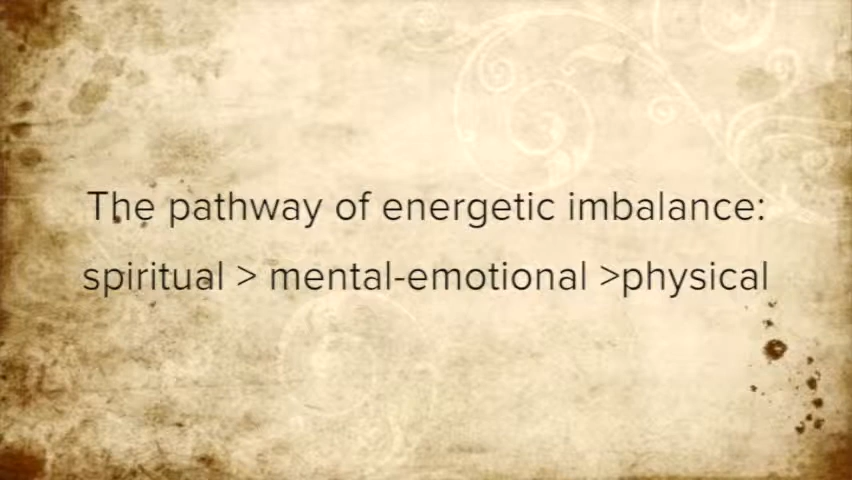 The pathway of energetic imbalance:
spiritual > mental-emotional >physical